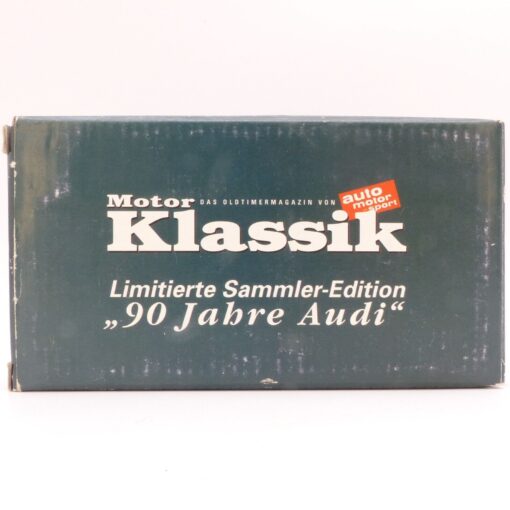 Motor DAS OLDTIMERMAGAZIN VON
auto
motor
sport
Klassik
Limitierte Sammler-Edition
„90 Jahre Audi“